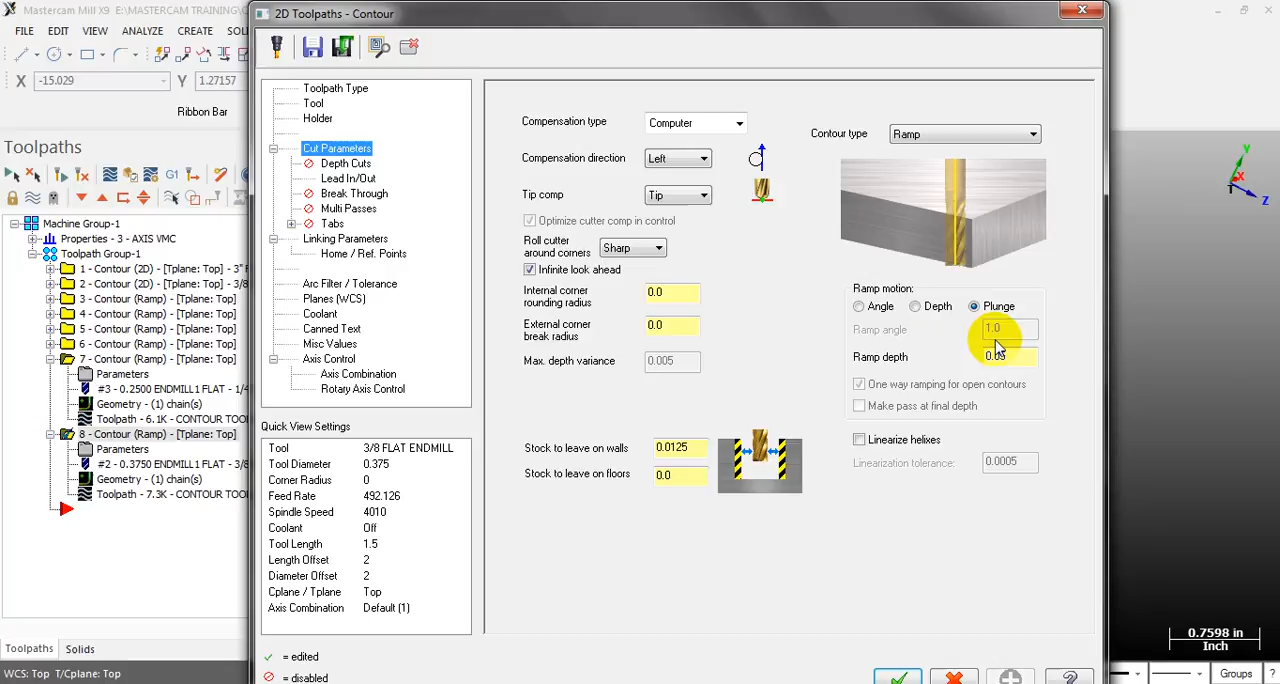 Mastercam Mill X9 E:\MASTERCAM TRAINING\G
2D Toolpaths - Contour
FILE EDIT VIEW ANALYZE CREATE SOL
X -15.029 Y 1.27157
Ribbon Bar
Toolpaths
G1
Machine Group-1
Properties - 3 - AXIS VMC
Toolpath Group-1
1 - Contour (2D) - [Tplane: Top] - 3"
2 - Contour (2D) - [Tplane: Top] - 3/8
3 - Contour (Ramp) - [Tplane: Top]
4 - Contour (Ramp) - [Tplane: Top]
5 - Contour (Ramp) - [Tplane: Top]
6 - Contour (Ramp) - [Tplane: Top]
7 - Contour (Ramp) - [Tplane: Top]
Parameters
#3 - 0.2500 ENDMILL1 FLAT - 1/4
Geometry - (1) chain(s)
Toolpath - 6.1K - CONTOUR TOO
8 - Contour (Ramp) - [Tplane: Top]
Parameters
#2 - 0.3750 ENDMILL1 FLAT - 3/8
Geometry - (1) chain(s)
Toolpath - 7.3K - CONTOUR TOO
Toolpaths Solids
WCS: Top T/Cplane: Top
Toolpath Type
Tool
Holder
Cut Parameters
Depth Cuts
Lead In/Out
Break Through
Multi Passes
Tabs
Linking Parameters
Home / Ref. Points
Arc Filter / Tolerance
Planes (WCS)
Coolant
Canned Text
Misc Values
Axis Control
Axis Combination
Rotary Axis Control
Quick View Settings
Tool 3/8 FLAT ENDMILL
Tool Diameter 0.375
Corner Radius 0
Feed Rate 492.126
Spindle Speed 4010
Coolant Off
Tool Length 1.5
Length Offset 2
Diameter Offset 2
Cplane / Tplane Top
Axis Combination Default (1)
= edited
= disabled
Compensation type Computer
Compensation direction Left
Tip comp Tip
Optimize cutter comp in control
Roll cutter
around corners Sharp
Infinite look ahead
Internal corner
rounding radius 0.0
External corner
break radius 0.0
Max. depth variance 0.005
Stock to leave on walls 0.0125
Stock to leave on floors 0.0
Contour type Ramp
Ramp motion:
Angle Depth Plunge
Ramp angle 1.0
Ramp depth 0.05
One way ramping for open contours
Make pass at final depth
Linearize helixes
Linearization tolerance: 0.0005
Y
X
T
Z
0.7598 in
Inch
Groups ?